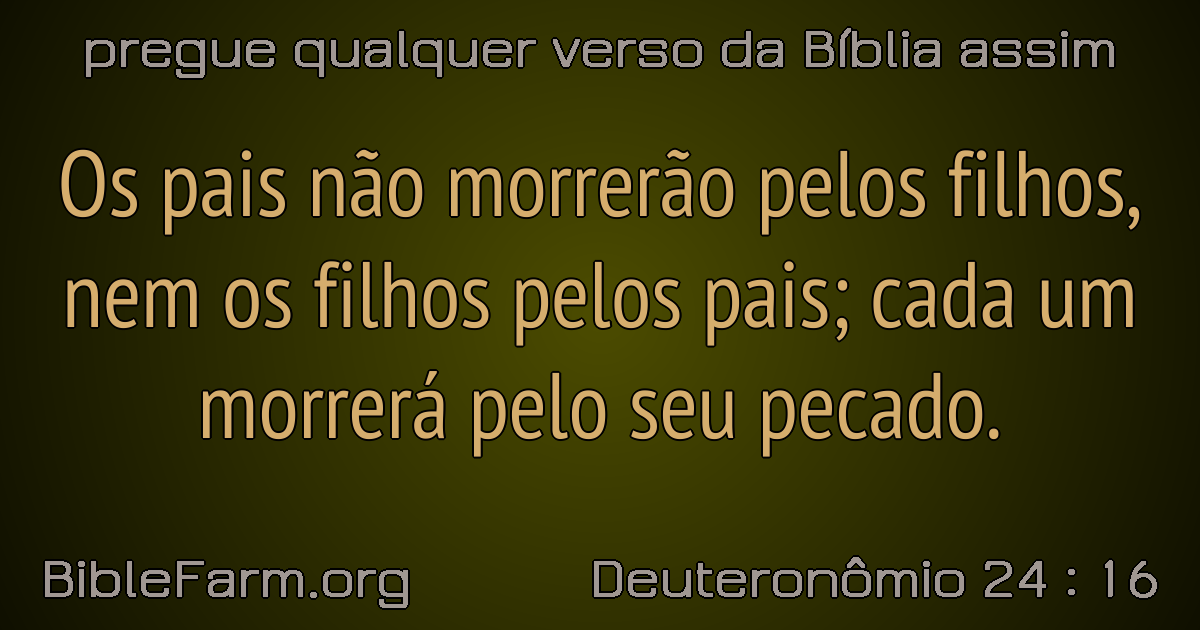 pregue qualquer verso da Bíblia assim
Os pais não morrerão pelos filhos,
nem os filhos pelos pais; cada um
morrerá pelo seu pecado.
BibleFarm.org
Deuteronômio 24 : 16